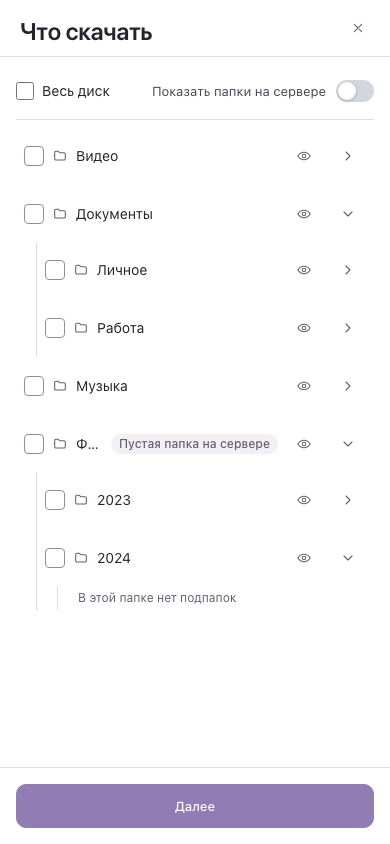 Что скачать
Весь диск Показать папки на сервере
Видео
Документы
Личное
Работа
Музыка
Ф... Пустая папка на сервере
2023
2024
В этой папке нет подпапок
Далее